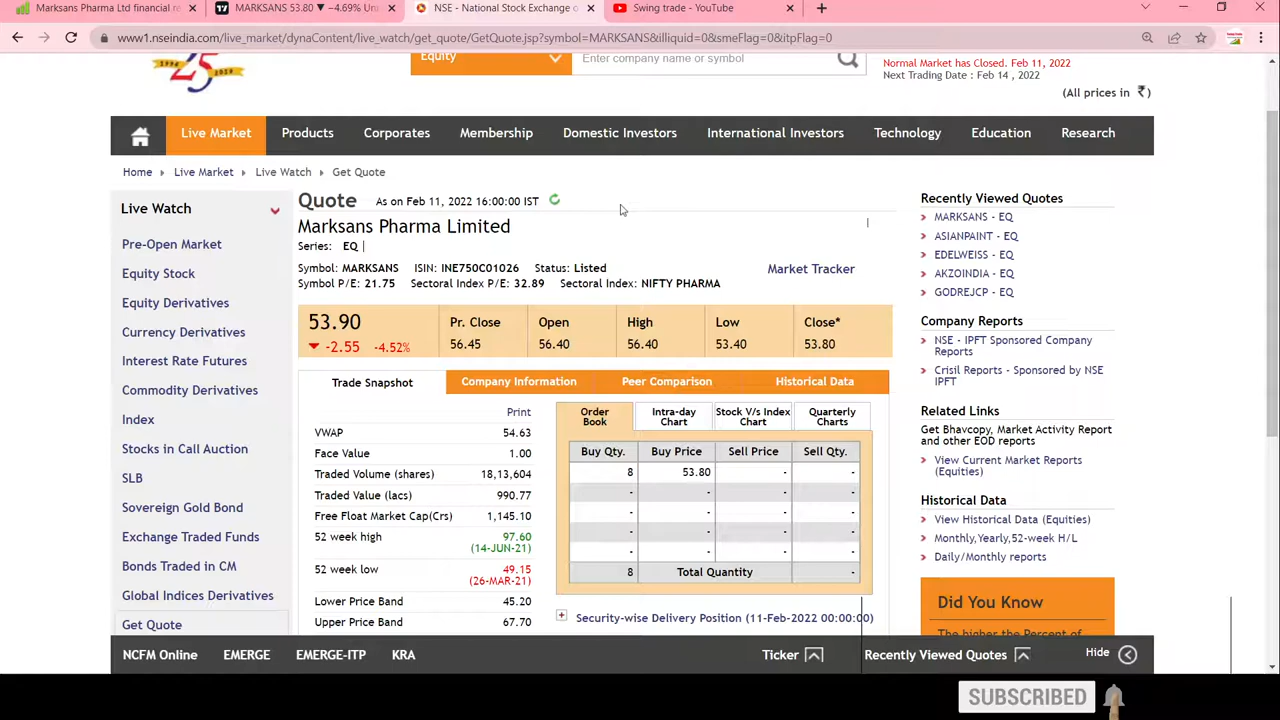 Marksans Pharma Ltd financial re
MARKSANS 53.80 ▼ −4.69% Un
NSE - National Stock Exchange o
Swing trade - YouTube
www1.nseindia.com/live_market/dynaContent/live_watch/get_quote/GetQuote.jsp?symbol=MARKSANS&illiquid=0&smeFlag=0&itpFlag=0
Equity
Enter company name or symbol
Normal Market has Closed. Feb 11, 2022
Next Trading Date : Feb 14 , 2022
(All prices in ₹)
Live Market
Products
Corporates
Membership
Domestic Investors
International Investors
Technology
Education
Research
Home
Live Market
Live Watch
Get Quote
Live Watch
Pre-Open Market
Equity Stock
Equity Derivatives
Currency Derivatives
Interest Rate Futures
Commodity Derivatives
Index
Stocks in Call Auction
SLB
Sovereign Gold Bond
Exchange Traded Funds
Bonds Traded in CM
Global Indices Derivatives
Get Quote
Quote As on Feb 11, 2022 16:00:00 IST
Marksans Pharma Limited
Series: EQ |
Symbol: MARKSANS ISIN: INE750C01026 Status: Listed
Market Tracker
Symbol P/E: 21.75 Sectoral Index P/E: 32.89 Sectoral Index: NIFTY PHARMA
53.90
▼ -2.55 -4.52%
Pr. Close Open High Low Close*
56.45 56.40 56.40 53.40 53.80
Trade Snapshot
Company Information
Peer Comparison
Historical Data
Print
VWAP 54.63
Face Value 1.00
Traded Volume (shares) 18,13,604
Traded Value (lacs) 990.77
Free Float Market Cap(Crs) 1,145.10
52 week high 97.60
(14-JUN-21)
52 week low 49.15
(26-MAR-21)
Lower Price Band 45.20
Upper Price Band 67.70
Order Book
Intra-day Chart
Stock V/s Index Chart
Quarterly Charts
Buy Qty. Buy Price Sell Price Sell Qty.
8 53.80 - -
- - - -
- - - -
- - - -
- - - -
8 Total Quantity -
Security-wise Delivery Position (11-Feb-2022 00:00:00)
Recently Viewed Quotes
MARKSANS - EQ
ASIANPAINT - EQ
EDELWEISS - EQ
AKZOINDIA - EQ
GODREJCP - EQ
Company Reports
NSE - IPFT Sponsored Company
Reports
Crisil Reports - Sponsored by NSE
IPFT
Related Links
Get Bhavcopy, Market Activity Report
and other EOD reports
View Current Market Reports
(Equities)
Historical Data
View Historical Data (Equities)
Monthly,Yearly,52-week H/L
Daily/Monthly reports
Did You Know
The higher the Percent of
NCFM Online
EMERGE
EMERGE-ITP
KRA
Ticker
Recently Viewed Quotes
Hide
SUBSCRIBED